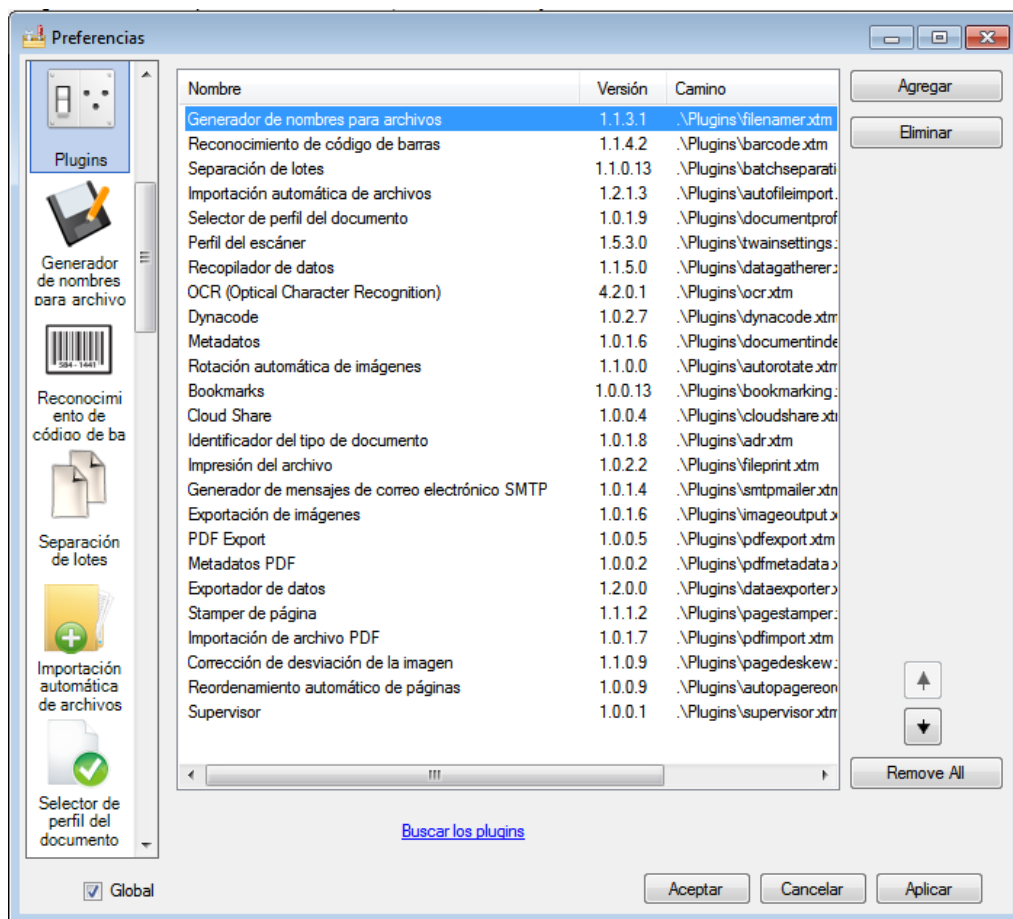 Preferencias
Plugins
Generador
de nombres
para archivo
584 - 1441
Reconocimi
ento de
código de ba
Separación
de lotes
Importación
automática
de archivos
Selector de
perfil del
documento
Nombre Versión Camino
Generador de nombres para archivos 1.1.3.1 .\Plugins\filenamer.xtm
Reconocimiento de código de barras 1.1.4.2 .\Plugins\barcode.xtm
Separación de lotes 1.1.0.13 .\Plugins\batchseparati
Importación automática de archivos 1.2.1.3 .\Plugins\autofileimport.
Selector de perfil del documento 1.0.1.9 .\Plugins\documentprof
Perfil del escáner 1.5.3.0 .\Plugins\twainsettings.
Recopilador de datos 1.1.5.0 .\Plugins\datagatherer.
OCR (Optical Character Recognition) 4.2.0.1 .\Plugins\ocr.xtm
Dynacode 1.0.2.7 .\Plugins\dynacode.xtm
Metadatos 1.0.1.6 .\Plugins\documentinde
Rotación automática de imágenes 1.1.0.0 .\Plugins\autorotate.xtm
Bookmarks 1.0.0.13 .\Plugins\bookmarking.
Cloud Share 1.0.0.4 .\Plugins\cloudshare.xtm
Identificador del tipo de documento 1.0.1.8 .\Plugins\adr.xtm
Impresión del archivo 1.0.2.2 .\Plugins\fileprint.xtm
Generador de mensajes de correo electrónico SMTP 1.0.1.4 .\Plugins\smtpmailer.xtm
Exportación de imágenes 1.0.1.6 .\Plugins\imageoutput.x
PDF Export 1.0.0.5 .\Plugins\pdfexport.xtm
Metadatos PDF 1.0.0.2 .\Plugins\pdfmetadata.x
Exportador de datos 1.2.0.0 .\Plugins\dataexporter.x
Stamper de página 1.1.1.2 .\Plugins\pagestamper.
Importación de archivo PDF 1.0.1.7 .\Plugins\pdfimport.xtm
Corrección de desviación de la imagen 1.1.0.9 .\Plugins\pagedeskew.
Reordenamiento automático de páginas 1.0.0.9 .\Plugins\autopagereor
Supervisor 1.0.0.1 .\Plugins\supervisor.xtm
Agregar
Eliminar
Remove All
Buscar los plugins
Global
Aceptar Cancelar Aplicar